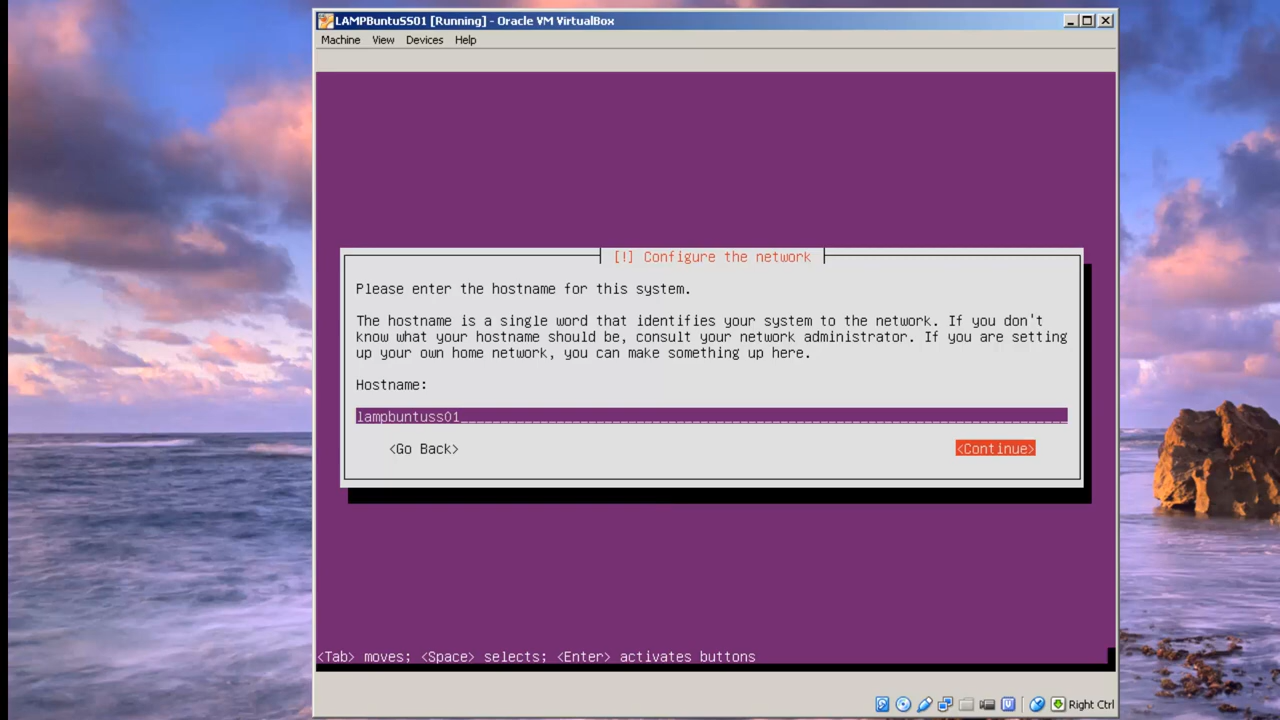 LAMPBuntuSS01 [Running] - Oracle VM VirtualBox
Machine View Devices Help
[!] Configure the network
Please enter the hostname for this system.
The hostname is a single word that identifies your system to the network. If you don't
know what your hostname should be, consult your network administrator. If you are setting
up your own home network, you can make something up here.
Hostname:
lampbuntuss01
<Go Back> <Continue>
<Tab> moves; <Space> selects; <Enter> activates buttons
Right Ctrl